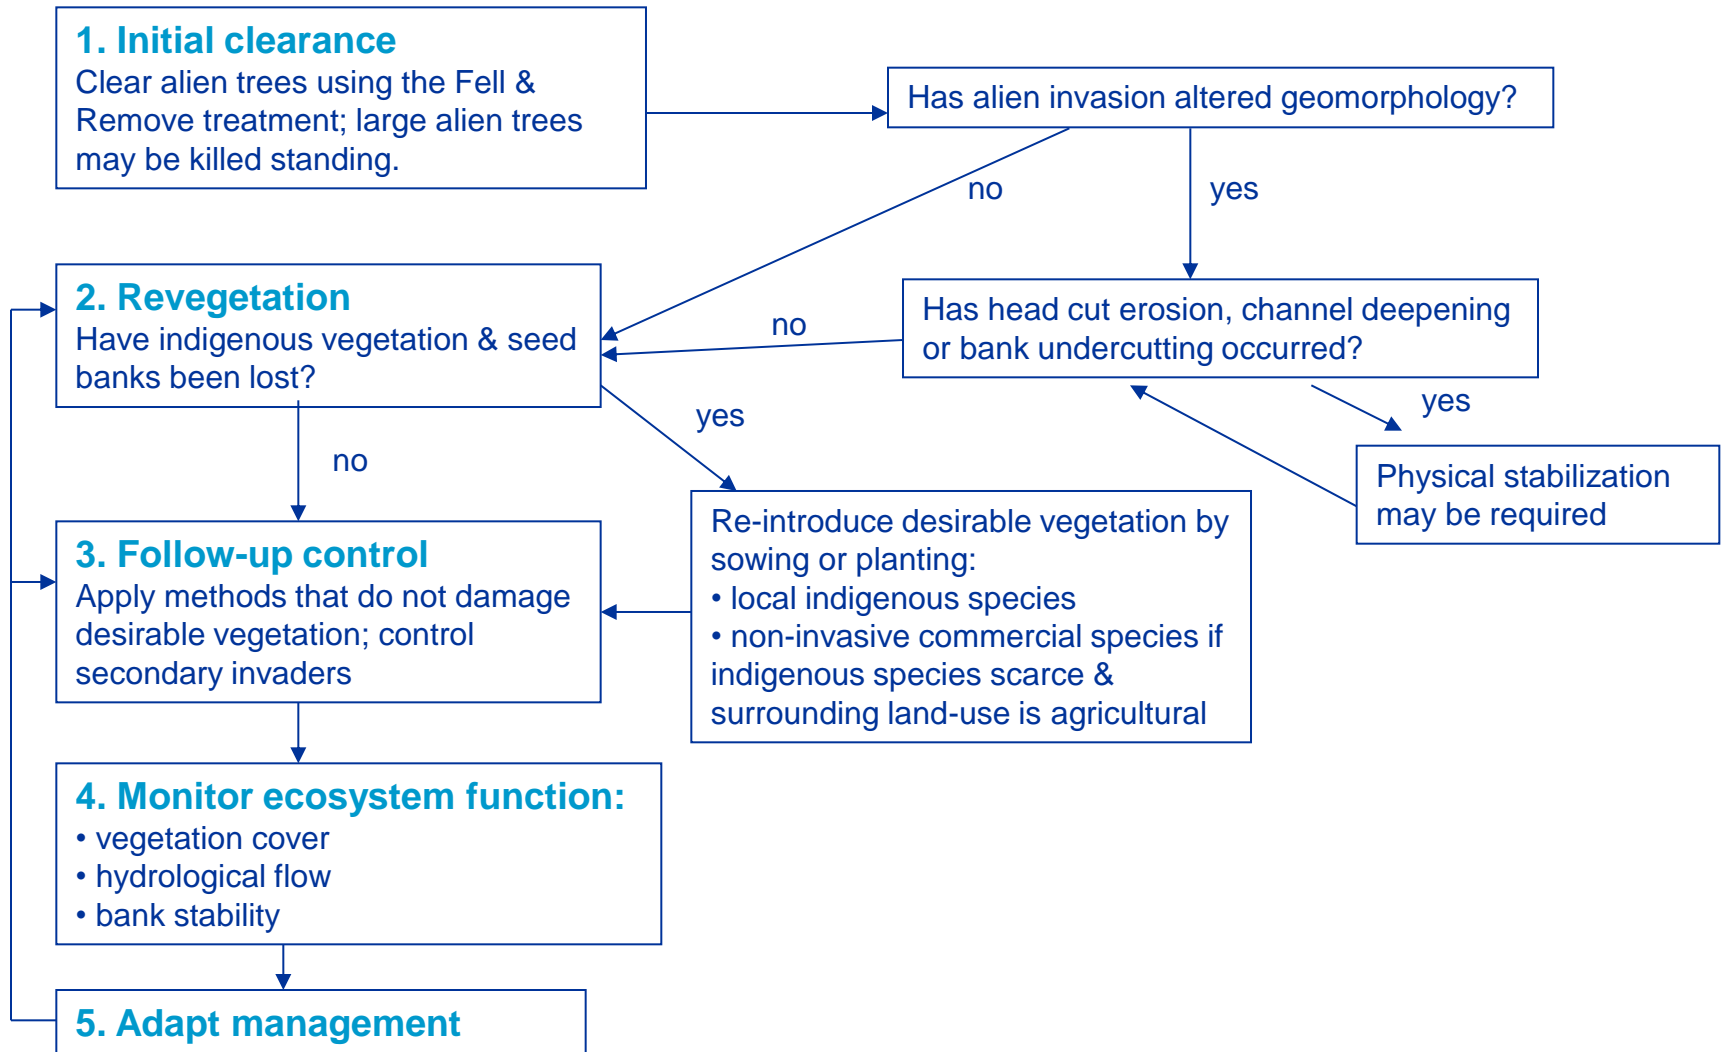 1. Initial clearance
Clear alien trees using the Fell &
Remove treatment; large alien trees
may be killed standing.
Has alien invasion altered geomorphology?
no
yes
2. Revegetation
Have indigenous vegetation & seed
banks been lost?
no
Has head cut erosion, channel deepening
or bank undercutting occurred?
yes
yes
no
Physical stabilization
may be required
3. Follow-up control
Apply methods that do not damage
desirable vegetation; control
secondary invaders
Re-introduce desirable vegetation by
sowing or planting:
• local indigenous species
• non-invasive commercial species if
indigenous species scarce &
surrounding land-use is agricultural
4. Monitor ecosystem function:
• vegetation cover
• hydrological flow
• bank stability
5. Adapt management